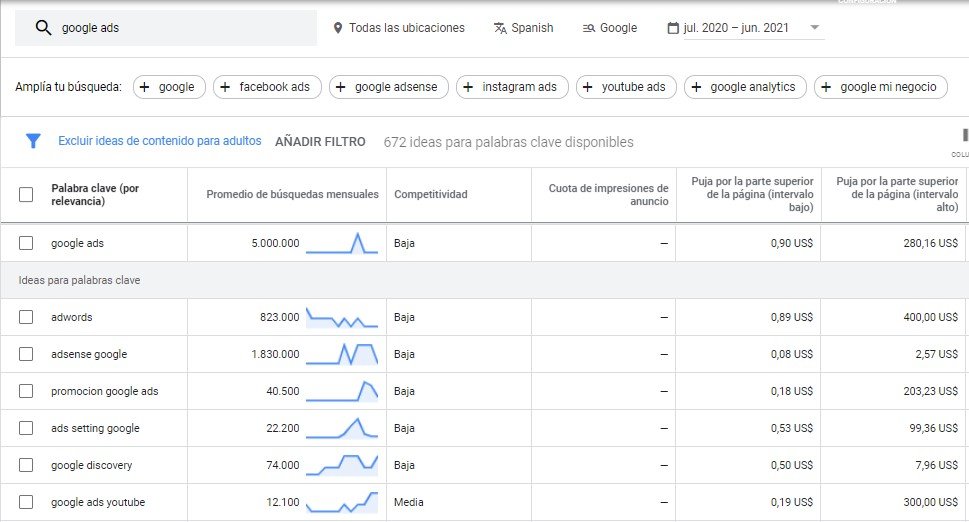 CONFIGURACIÓN
google ads Todas las ubicaciones Spanish Google jul. 2020 – jun. 2021
Amplía tu búsqueda: + google + facebook ads + google adsense + instagram ads + youtube ads + google analytics + google mi negocio
Excluir ideas de contenido para adultos AÑADIR FILTRO 672 ideas para palabras clave disponibles
COLU
Palabra clave (por relevancia) Promedio de búsquedas mensuales Competitividad Cuota de impresiones de anuncio Puja por la parte superior de la página (intervalo bajo) Puja por la parte superior de la página (intervalo alto)
google ads 5.000.000 Baja – 0,90 US$ 280,16 US$
Ideas para palabras clave
adwords 823.000 Baja – 0,89 US$ 400,00 US$
adsense google 1.830.000 Baja – 0,08 US$ 2,57 US$
promocion google ads 40.500 Baja – 0,18 US$ 203,23 US$
ads setting google 22.200 Baja – 0,53 US$ 99,36 US$
google discovery 74.000 Baja – 0,50 US$ 7,96 US$
google ads youtube 12.100 Media – 0,19 US$ 300,00 US$